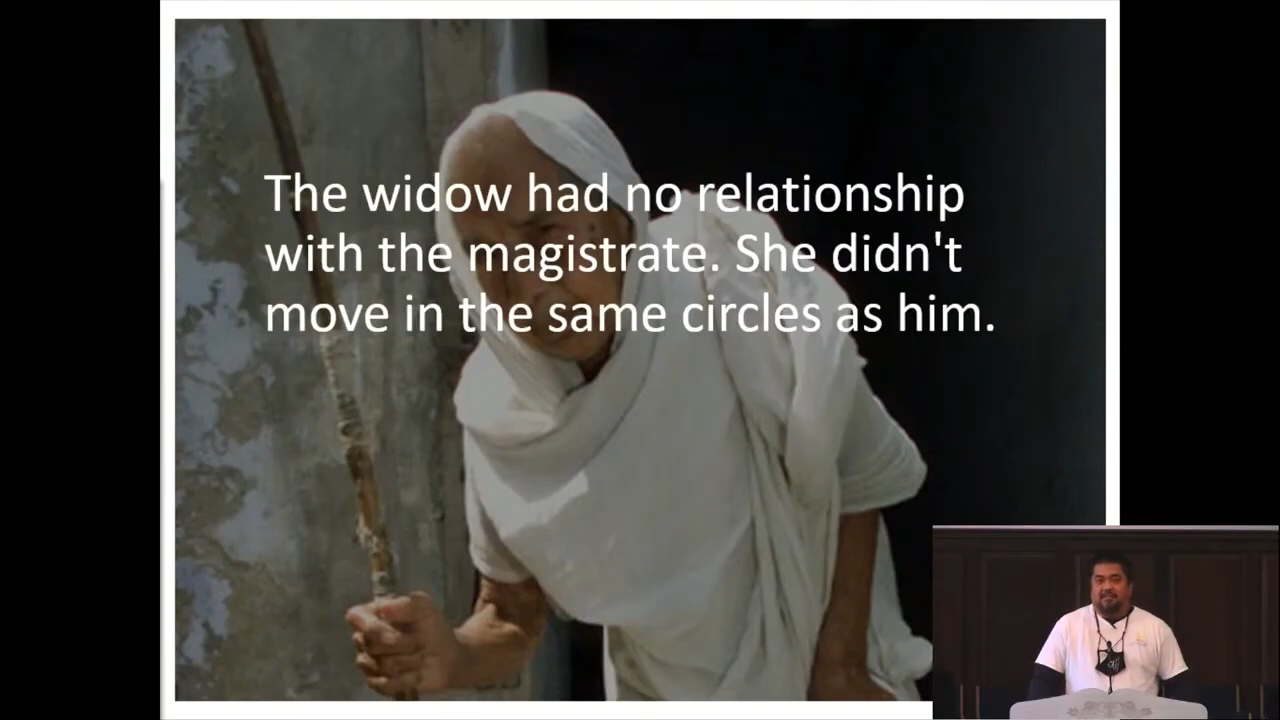 The widow had no relationship
with the magistrate. She didn't
move in the same circles as him.